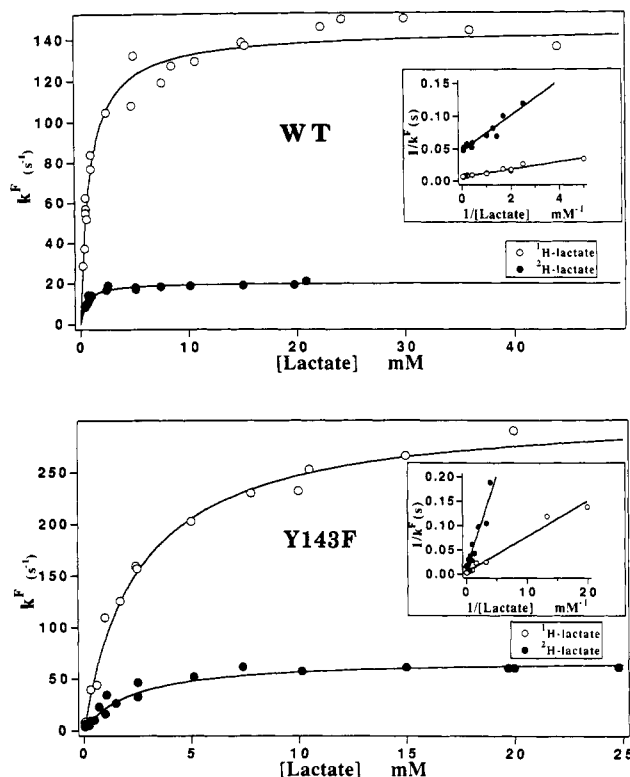 140
120
100
80
60
40
20
0
k^F (s⁻¹)
WT
0.15
0.10
0.05
0.00
1/k^F(s)
0 2 4
1/[Lactate] mM⁻¹
¹H-lactate
²H-lactate
0 10 20 30 40
[Lactate] mM
250
200
150
100
50
0
k^F (s⁻¹)
Y143F
0.20
0.15
0.10
0.05
0.00
1/k^F(s)
0 10 20
1/[Lactate] mM⁻¹
¹H-lactate
²H-lactate
0 5 10 15 20 25
[Lactate] mM